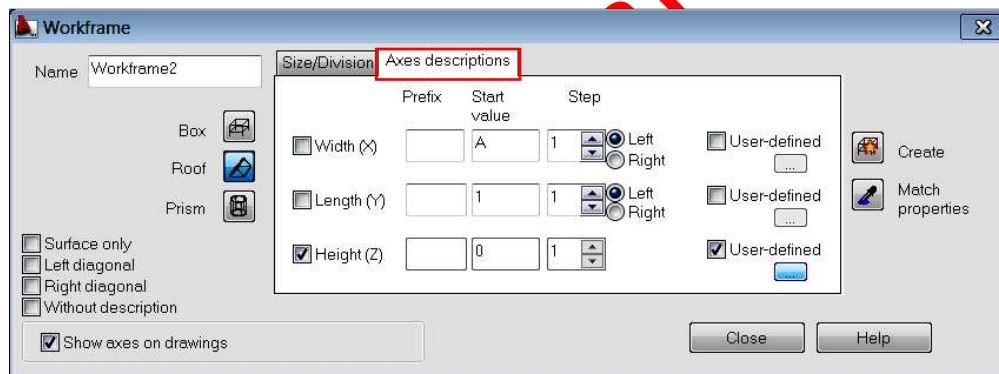 Workframe
Name Workframe2
Size/Division Axes descriptions
Prefix Start value Step
Box
Roof
Prism
Width (X) A 1 Left Right User-defined ...
Length (Y) 1 1 Left Right User-defined ...
Height (Z) 0 1 User-defined ...
Create
Match properties
Surface only
Left diagonal
Right diagonal
Without description
Show axes on drawings
Close Help